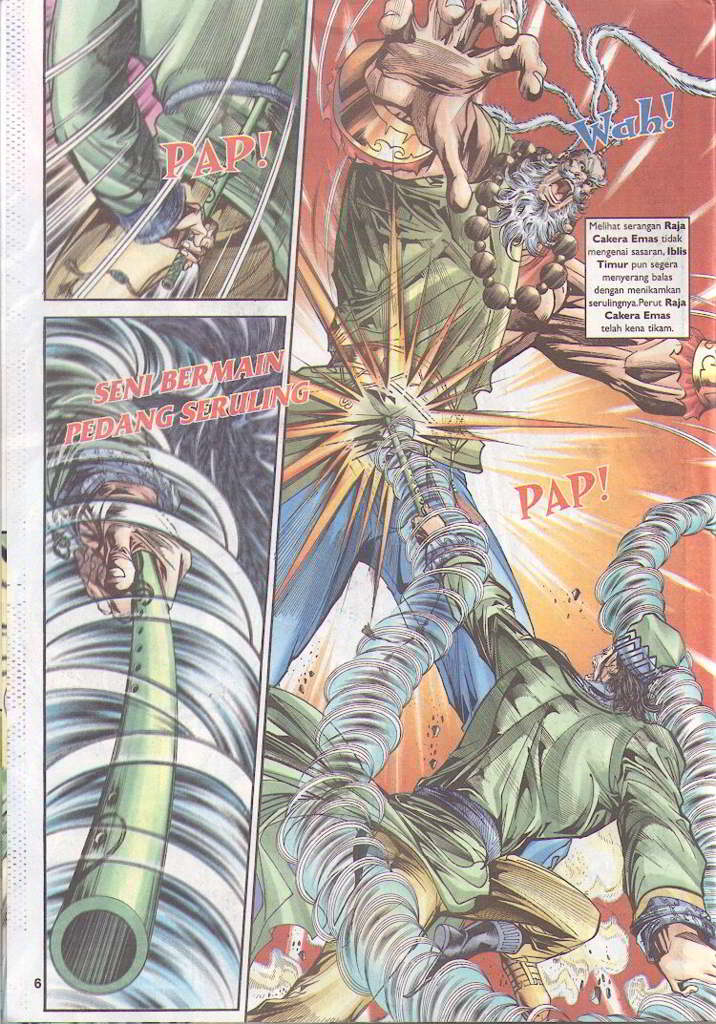 PAP!
Wah!
Melihat serangan Raja
Cakera Emas tidak
mengenai sasaran, Iblis
Timur pun segera
menyerang balas
dengan menikamkan
serulingnya.Perut Raja
Cakera Emas
telah kena tikam.
SENI BERMAIN
PEDANG SERULING
PAP!
6